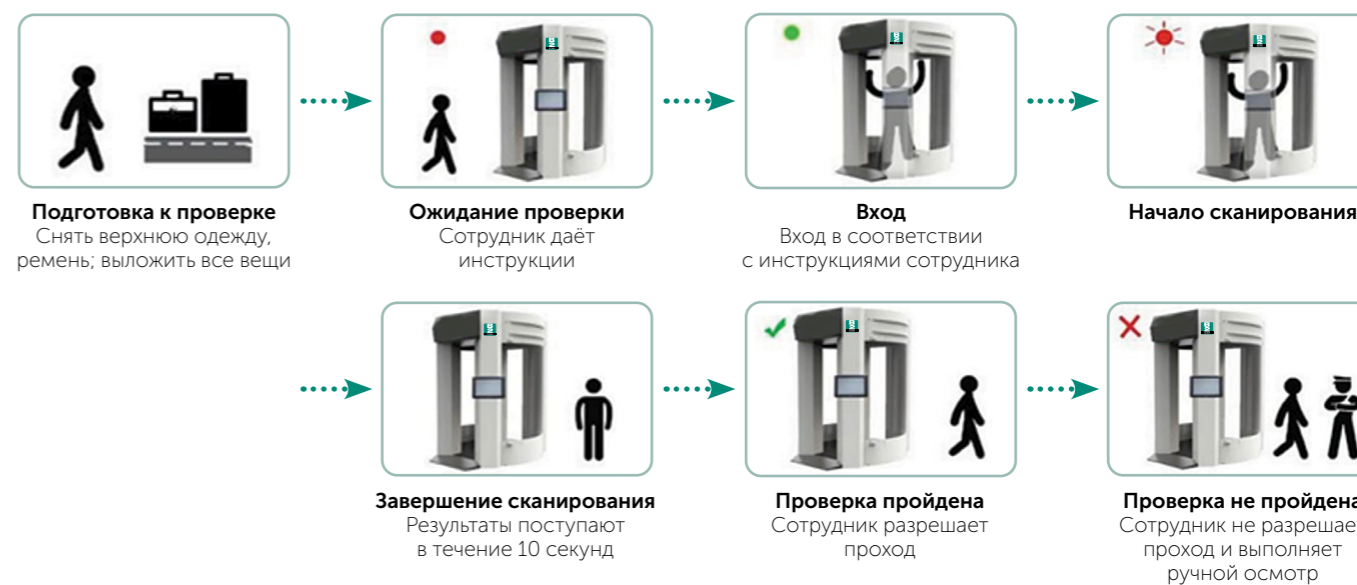 Подготовка к проверке
Снять верхнюю одежду,
ремень; выложить все вещи
Ожидание проверки
Сотрудник даёт
инструкции
Вход
Вход в соответствии
с инструкциями сотрудника
Начало сканирования
Завершение сканирования
Результаты поступают
в течение 10 секунд
Проверка пройдена
Сотрудник разрешает
проход
Проверка не пройдена
Сотрудник не разрешает
проход и выполняет
ручной осмотр